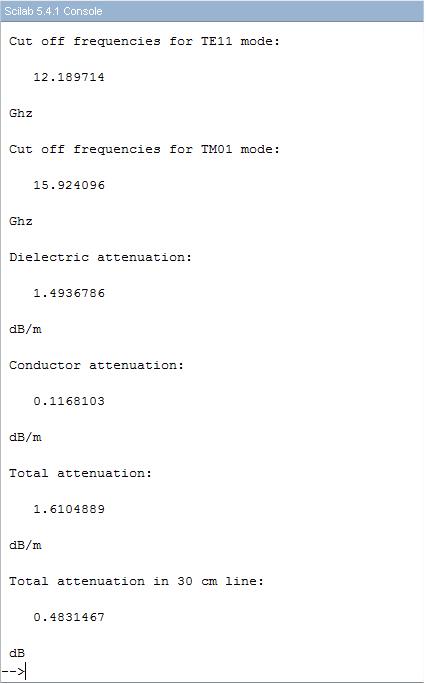 Scilab 5.4.1 Console
Cut off frequencies for TE11 mode:
12.189714
Ghz
Cut off frequencies for TM01 mode:
15.924096
Ghz
Dielectric attenuation:
1.4936786
dB/m
Conductor attenuation:
0.1168103
dB/m
Total attenuation:
1.6104889
dB/m
Total attenuation in 30 cm line:
0.4831467
dB
-->